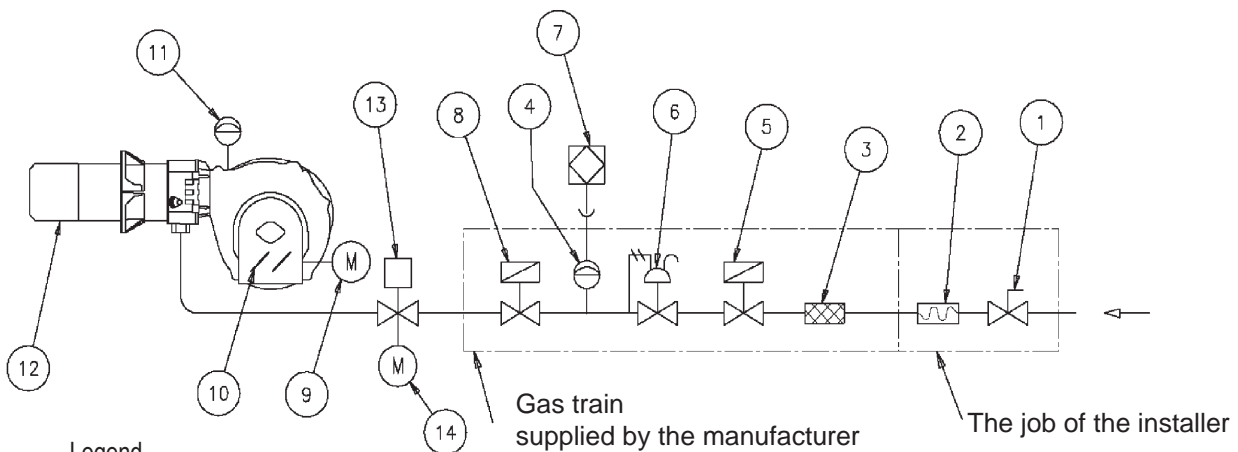 11
7
13
4
8
6
5
3
2
1
M
12
10
9
M
14
Gas train
supplied by the manufacturer
The job of the installer
Legend